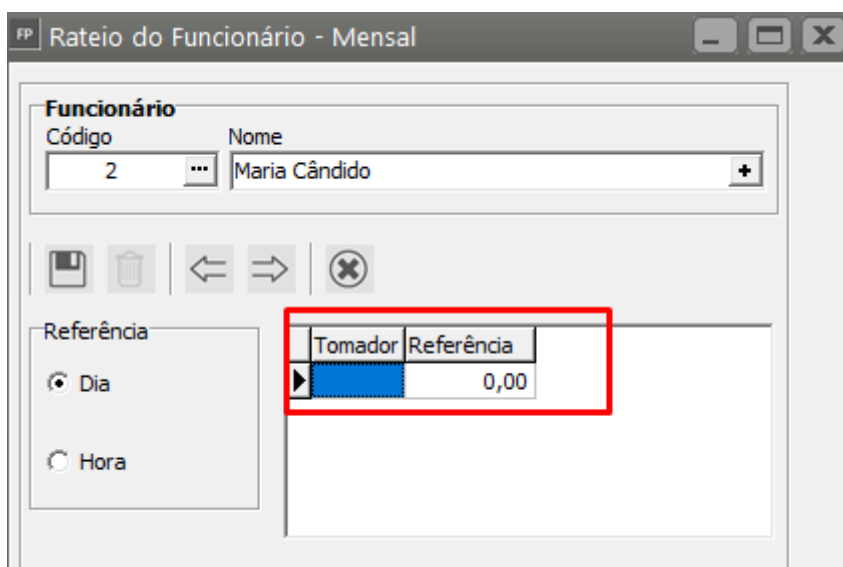 FP Rateio do Funcionário - Mensal
Funcionário
Código Nome
2 ... Maria Cândido +
Referência
Tomador Referência
0,00
Dia
Hora